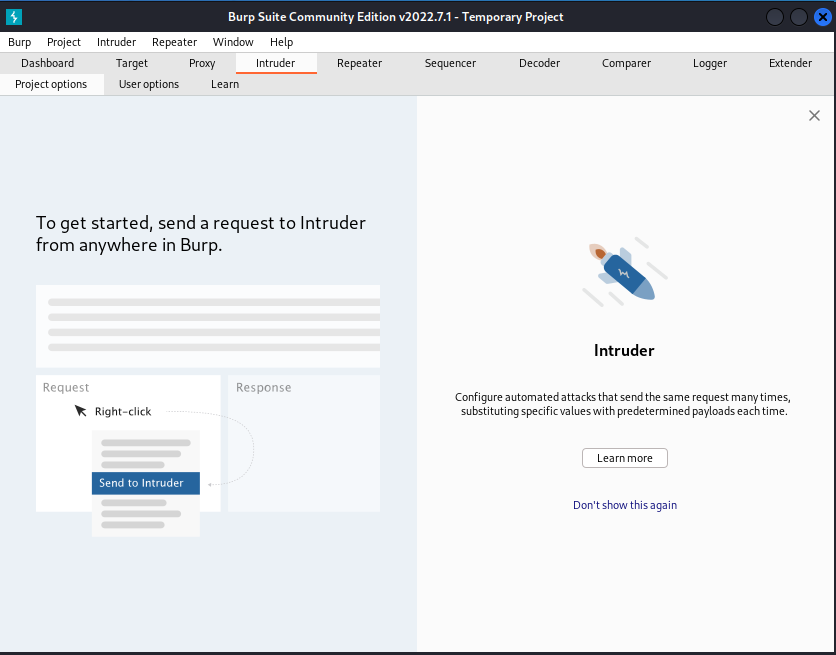 Burp Suite Community Edition v2022.7.1 - Temporary Project
Burp Project Intruder Repeater Window Help
Dashboard Target Proxy Intruder Repeater Sequencer Decoder Comparer Logger Extender
Project options User options Learn
To get started, send a request to Intruder
from anywhere in Burp.
Request
Response
Right-click
Send to Intruder
Intruder
Configure automated attacks that send the same request many times,
substituting specific values with predetermined payloads each time.
Learn more
Don't show this again